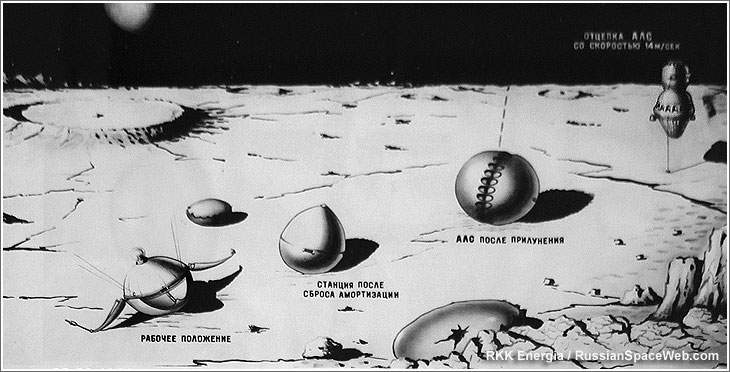 ОТЦЕПКА АЛС
СО СКОРОСТЬЮ 14 М/СЕК
АЛС ПОСЛЕ ПРИЛУНЕНИЯ
СТАНЦИЯ ПОСЛЕ
СБРОСА АМОРТИЗАЦИИ
РАБОЧЕЕ ПОЛОЖЕНИЕ
RKK Energia / RussianSpaceWeb.com